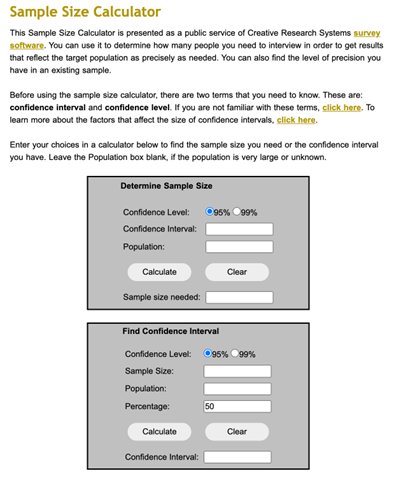 Sample Size Calculator
This Sample Size Calculator is presented as a public service of Creative Research Systems survey
software. You can use it to determine how many people you need to interview in order to get results
that reflect the target population as precisely as needed. You can also find the level of precision you
have in an existing sample.
Before using the sample size calculator, there are two terms that you need to know. These are:
confidence interval and confidence level. If you are not familiar with these terms, click here. To
learn more about the factors that affect the size of confidence intervals, click here.
Enter your choices in a calculator below to find the sample size you need or the confidence interval
you have. Leave the Population box blank, if the population is very large or unknown.
Determine Sample Size
Confidence Level: 95% 99%
Confidence Interval:
Population:
Calculate Clear
Sample size needed:
Find Confidence Interval
Confidence Level: 95% 99%
Sample Size:
Population:
Percentage: 50
Calculate Clear
Confidence Interval: